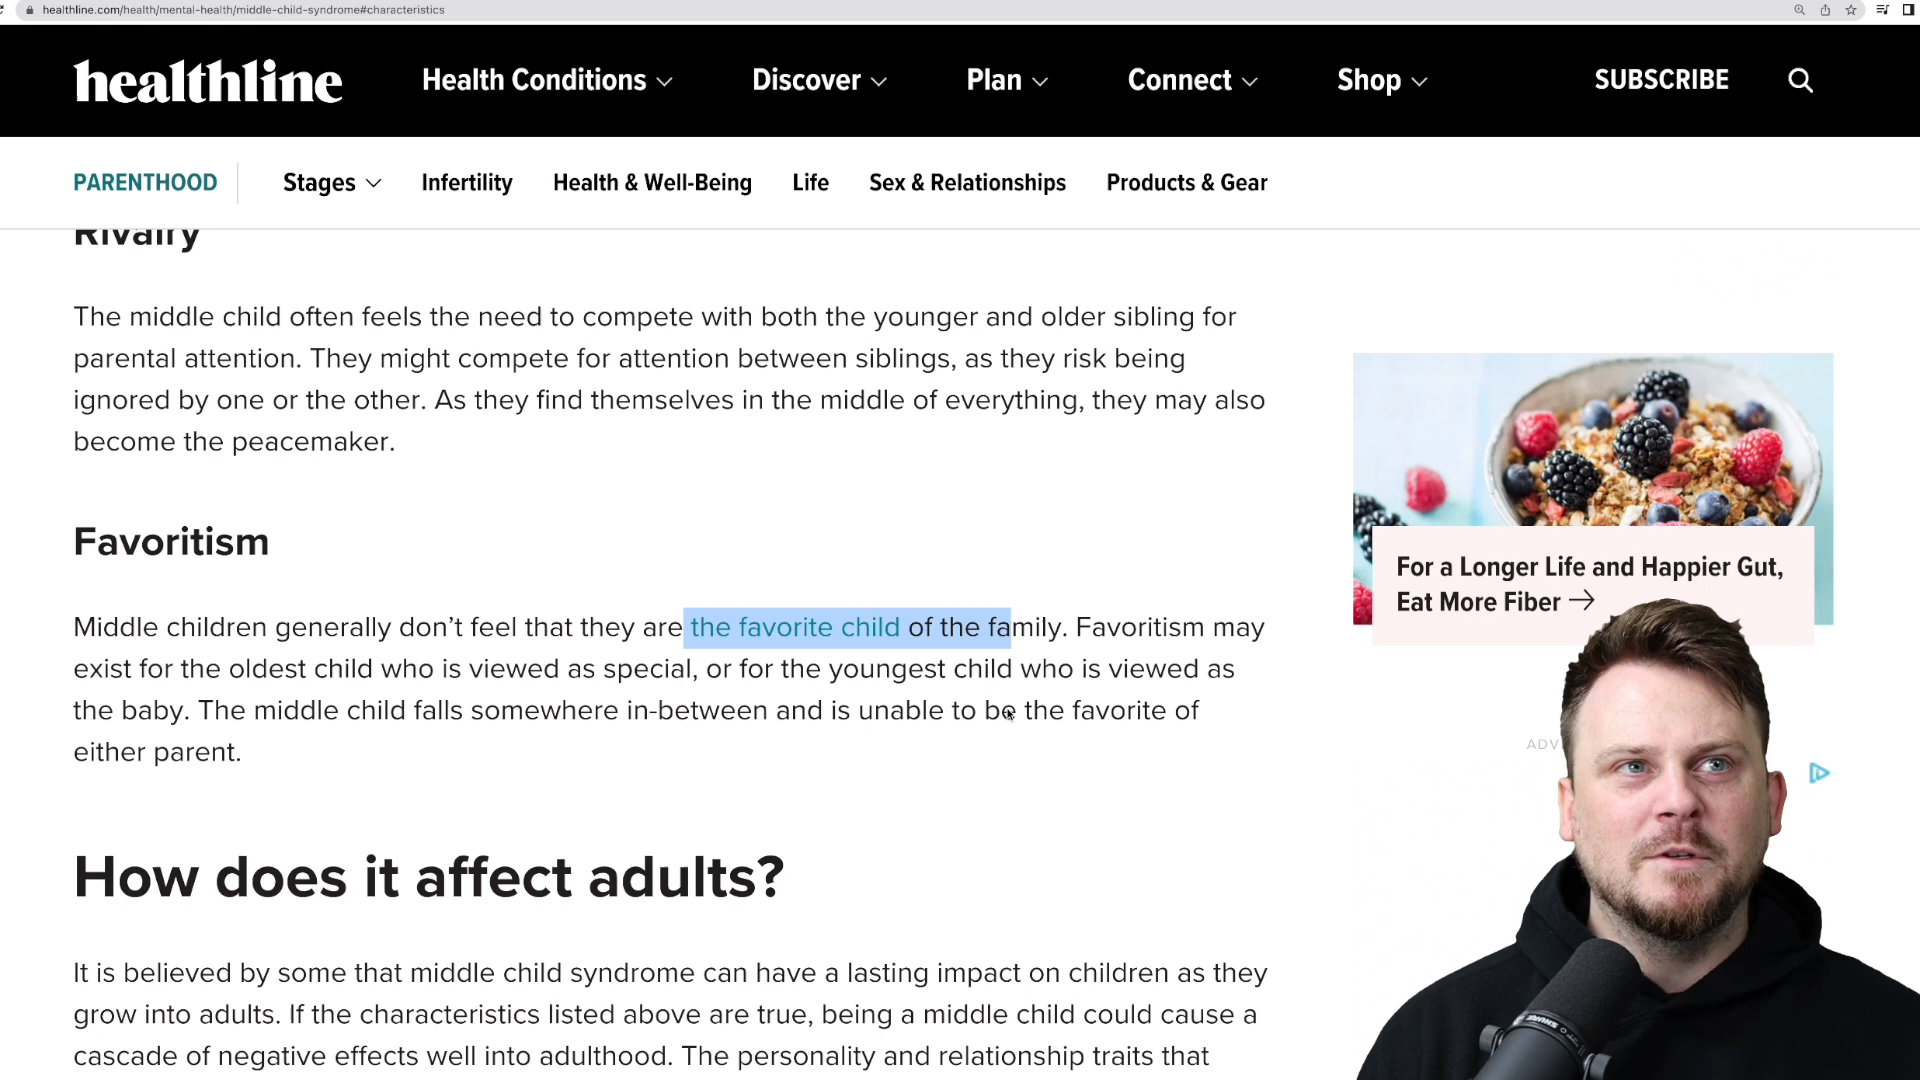 healthline.com/health/mental-health/middle-child-syndrome#characteristics
healthline
Health Conditions
Discover
Plan
Connect
Shop
SUBSCRIBE
PARENTHOOD
Stages
Infertility
Health & Well-Being
Life
Sex & Relationships
Products & Gear
Rivalry
The middle child often feels the need to compete with both the younger and older sibling for
parental attention. They might compete for attention between siblings, as they risk being
ignored by one or the other. As they find themselves in the middle of everything, they may also
become the peacemaker.
Favoritism
Middle children generally don’t feel that they are the favorite child of the family. Favoritism may
exist for the oldest child who is viewed as special, or for the youngest child who is viewed as
the baby. The middle child falls somewhere in-between and is unable to be the favorite of
either parent.
How does it affect adults?
It is believed by some that middle child syndrome can have a lasting impact on children as they
grow into adults. If the characteristics listed above are true, being a middle child could cause a
cascade of negative effects well into adulthood. The personality and relationship traits that
For a Longer Life and Happier Gut,
Eat More Fiber →
ADV
SHURE